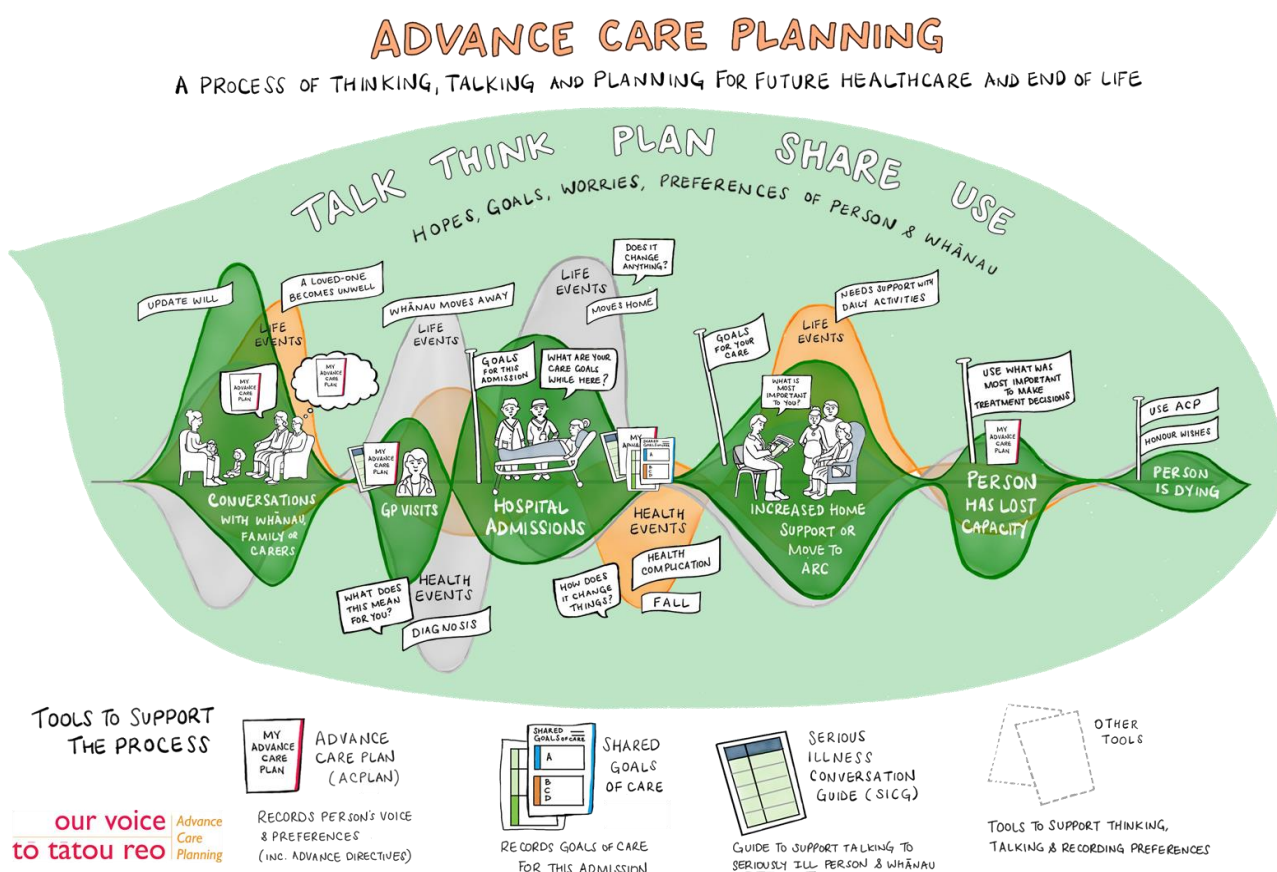 ADVANCE CARE PLANNING
A PROCESS OF THINKING, TALKING AND PLANNING FOR FUTURE HEALTHCARE AND END OF LIFE
TALK THINK PLAN SHARE USE
HOPES, GOALS, WORRIES, PREFERENCES OF PERSON & WHĀNAU
UPDATE WILL
A LOVED-ONE
BECOMES UNWELL
LIFE
EVENTS
MY
ADVANCE
CARE
PLAN
MY
ADVANCE
CARE
PLAN
CONVERSATIONS
WITH WHĀNAU,
FAMILY OR
CARERS
WHĀNAU MOVES AWAY
LIFE
EVENTS
MY
ADVANCE
CARE
PLAN
GP VISITS
WHAT DOES
THIS MEAN
FOR YOU?
HEALTH
EVENTS
DIAGNOSIS
LIFE
EVENTS
DOES IT
CHANGE
ANYTHING?
MOVES HOME
GOALS
FOR THIS
ADMISSION
WHAT ARE YOUR
CARE GOALS
WHILE HERE?
HOSPITAL
ADMISSIONS
MY
SHARED
GOALS OF CARE
A
B
C
D
HEALTH
EVENTS
HEALTH
COMPLICATION
HOW DOES
IT CHANGE
THINGS?
FALL
GOALS
FOR YOUR
CARE
LIFE
EVENTS
NEEDS SUPPORT WITH
DAILY ACTIVITIES
WHAT IS
MOST
IMPORTANT
TO YOU?
INCREASED HOME
SUPPORT OR
MOVE TO
ARC
USE WHAT WAS
MOST IMPORTANT
TO MAKE
TREATMENT DECISIONS
MY
ADVANCE
CARE
PLAN
PERSON
HAS LOST
CAPACITY
USE ACP
HONOUR WISHES
PERSON
IS DYING
TOOLS TO SUPPORT
THE PROCESS
MY
ADVANCE
CARE
PLAN
ADVANCE
CARE PLAN
(ACPLAN)
RECORDS PERSON'S VOICE
& PREFERENCES
(INC. ADVANCE DIRECTIVES)
SHARED
GOALS OF CARE
A
B
C
D
SHARED
GOALS
OF CARE
RECORDS GOALS OF CARE
FOR THIS ADMISSION
SERIOUS
ILLNESS
CONVERSATION
GUIDE (SICG)
GUIDE TO SUPPORT TALKING TO
SERIOUSLY ILL PERSON & WHĀNAU
OTHER
TOOLS
TOOLS TO SUPPORT THINKING,
TALKING & RECORDING PREFERENCES
our voice
tō tātou reo
Advance
Care
Planning